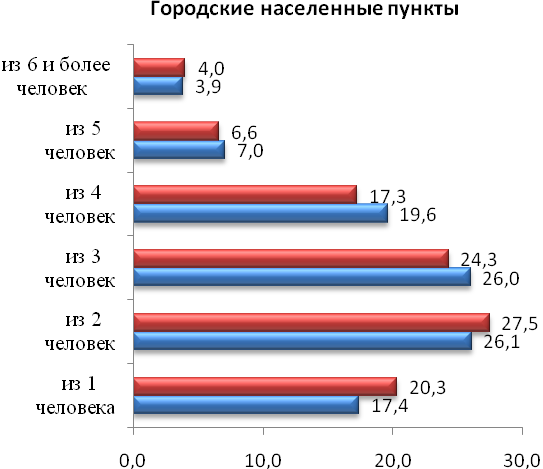 Городские населенные пункты
из 6 и более
человек
4,0
3,9
из 5
человек
6,6
7,0
из 4
человек
17,3
19,6
из 3
человек
24,3
26,0
из 2
человек
27,5
26,1
из 1
человека
20,3
17,4
0,0 10,0 20,0 30,0